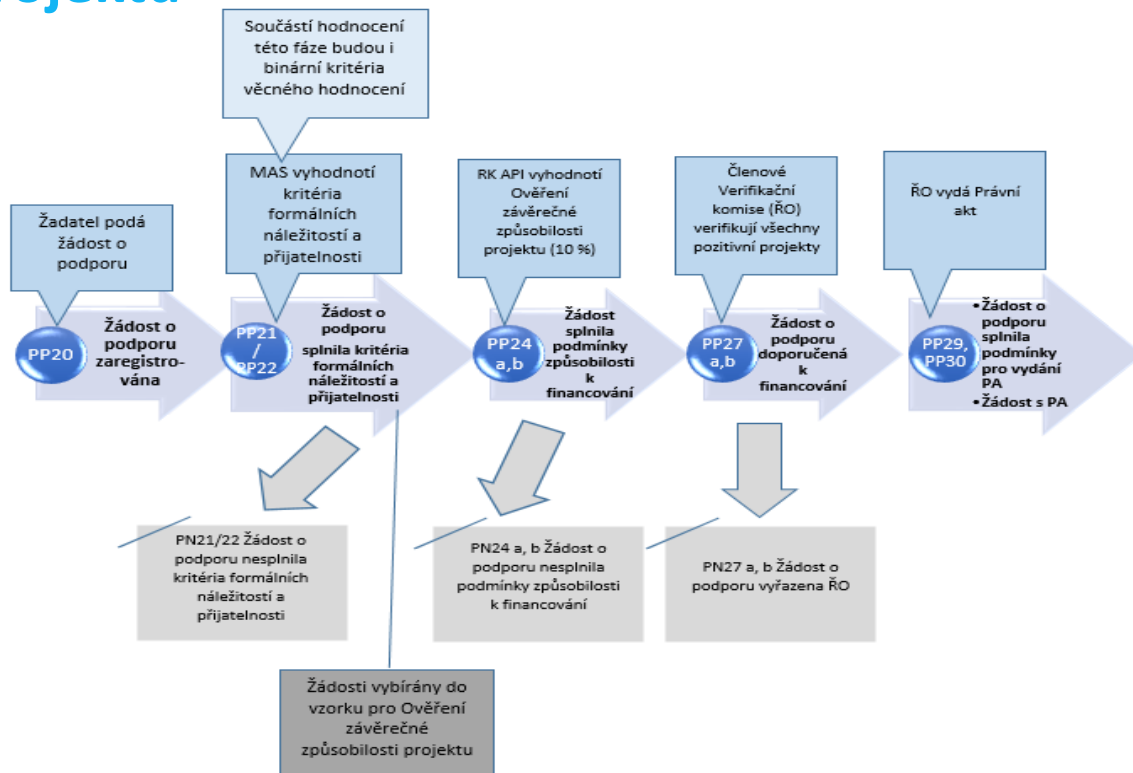 Součástí hodnocení
této fáze budou i
binární kritéria
věcného hodnocení
MAS vyhodnotí
kritéria
formálních
náležitostí a
přijatelnosti
RK API vyhodnotí
Ověření
závěrečné
způsobilosti
projektu (10 %)
Členové
Verifikační
komise (ŘO)
verifikují všechny
pozitivní projekty
ŘO vydá Právní
akt
Žadatel podá
žádost o
podporu
PP20
Žádost o
podporu
zaregistro-
vána
PP21
/
PP22
Žádost o
podporu
splnila kritéria
formálních
náležitostí a
přijatelnosti
PP24
a,b
Žádost
splnila
podmínky
způsobilosti
k
financování
PP27
a,b
Žádost o
podporu
doporučená
k
financování
PP29,
PP30
•Žádost o
podporu
splnila
podmínky
pro vydání
PA
•Žádost s PA
PN21/22 Žádost o
podporu nesplnila
kritéria formálních
náležitostí a
přijatelnosti
PN24 a, b Žádost o
podporu nesplnila
podmínky způsobilosti
k financování
PN27 a, b Žádost o
podporu vyřazena ŘO
Žádosti vybírány do
vzorku pro Ověření
závěrečné
způsobilosti projektu